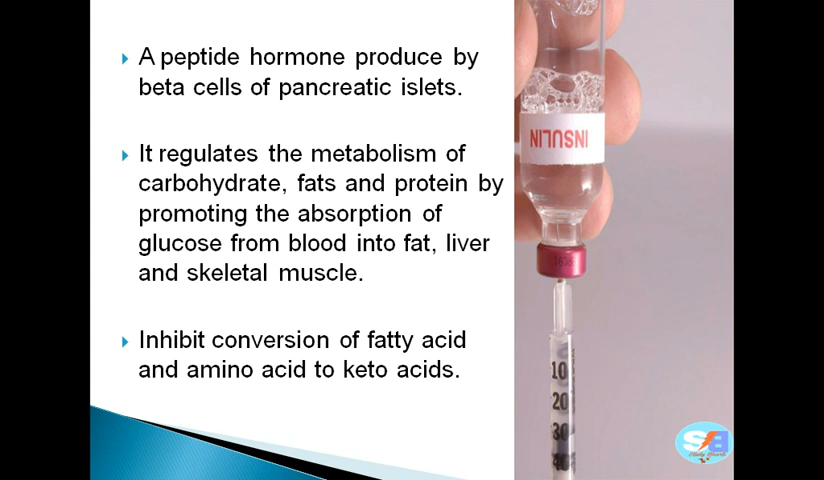 A peptide hormone produce by
beta cells of pancreatic islets.
It regulates the metabolism of
carbohydrate, fats and protein by
promoting the absorption of
glucose from blood into fat, liver
and skeletal muscle.
Inhibit conversion of fatty acid
and amino acid to keto acids.
INSULIN
10
20
30